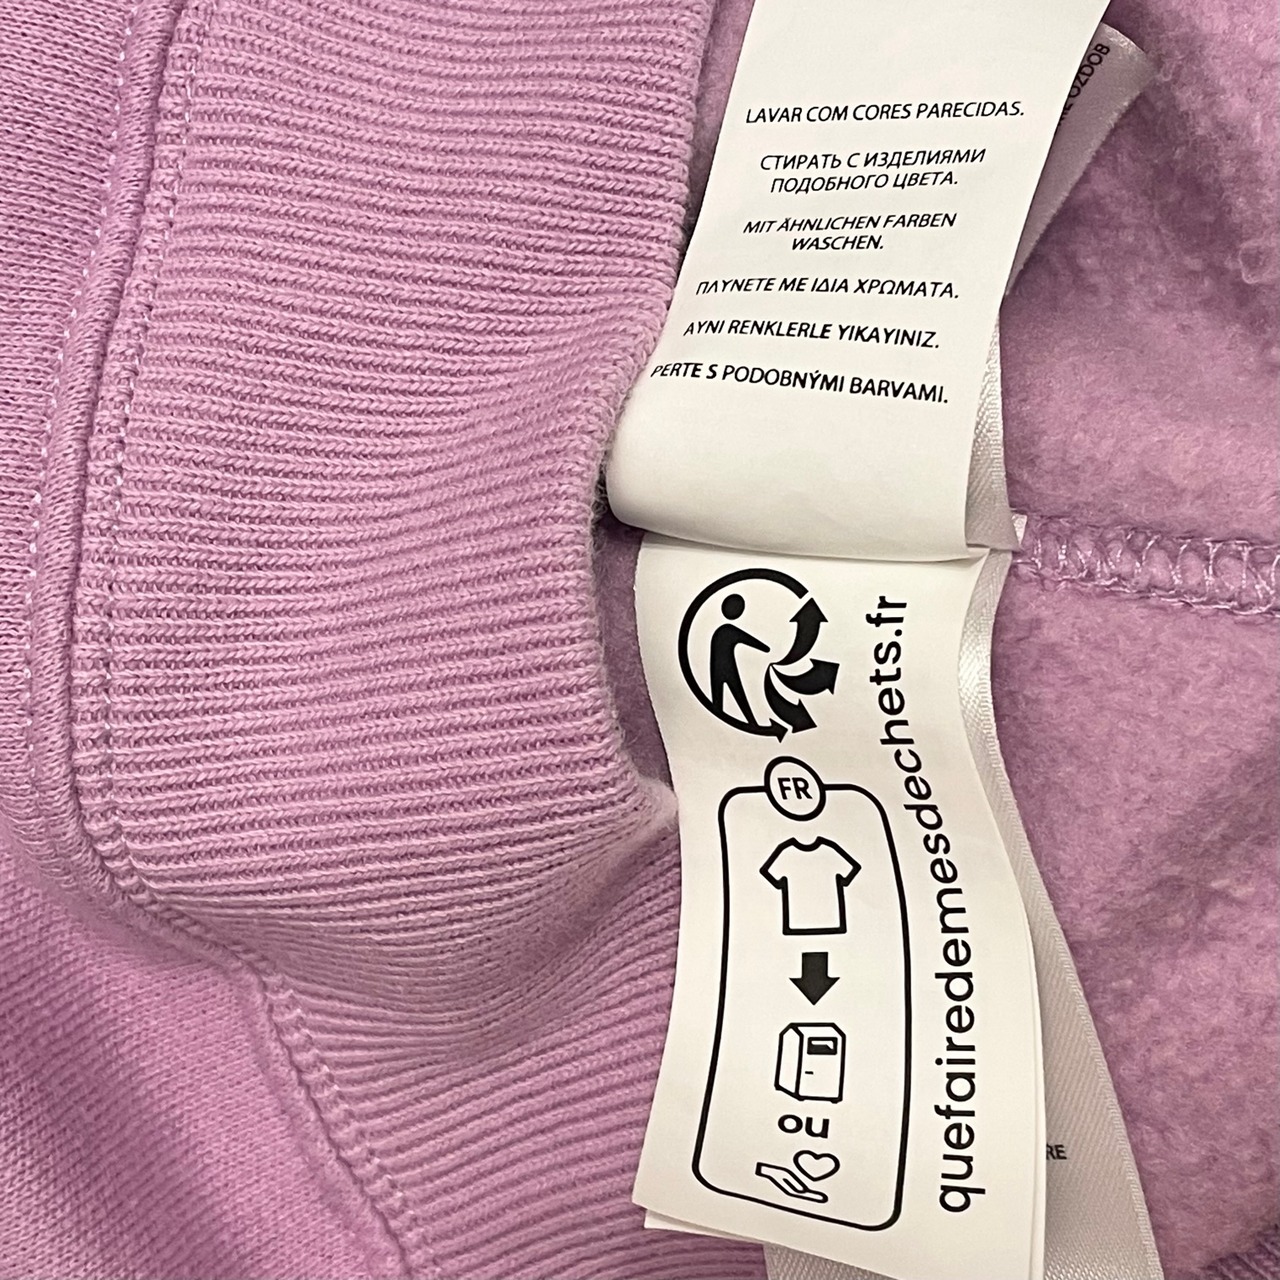 LAVAR COM CORES PARECIDAS.
СТИРАТЬ С ИЗДЕЛИЯМИ
ПОДОБНОГО ЦВЕТА.
MIT ÄHNLICHEN FARBEN
WASCHEN.
ΠΛΥΝΕΤΕ ΜΕ ΙΔΙΑ ΧΡΩΜΑΤΑ.
AYNI RENKLERLE YIKAYINIZ.
PERTE S PODOBNÝMI BARVAMI.
OZDOB
FR
ou
quefairedemesdechets.fr